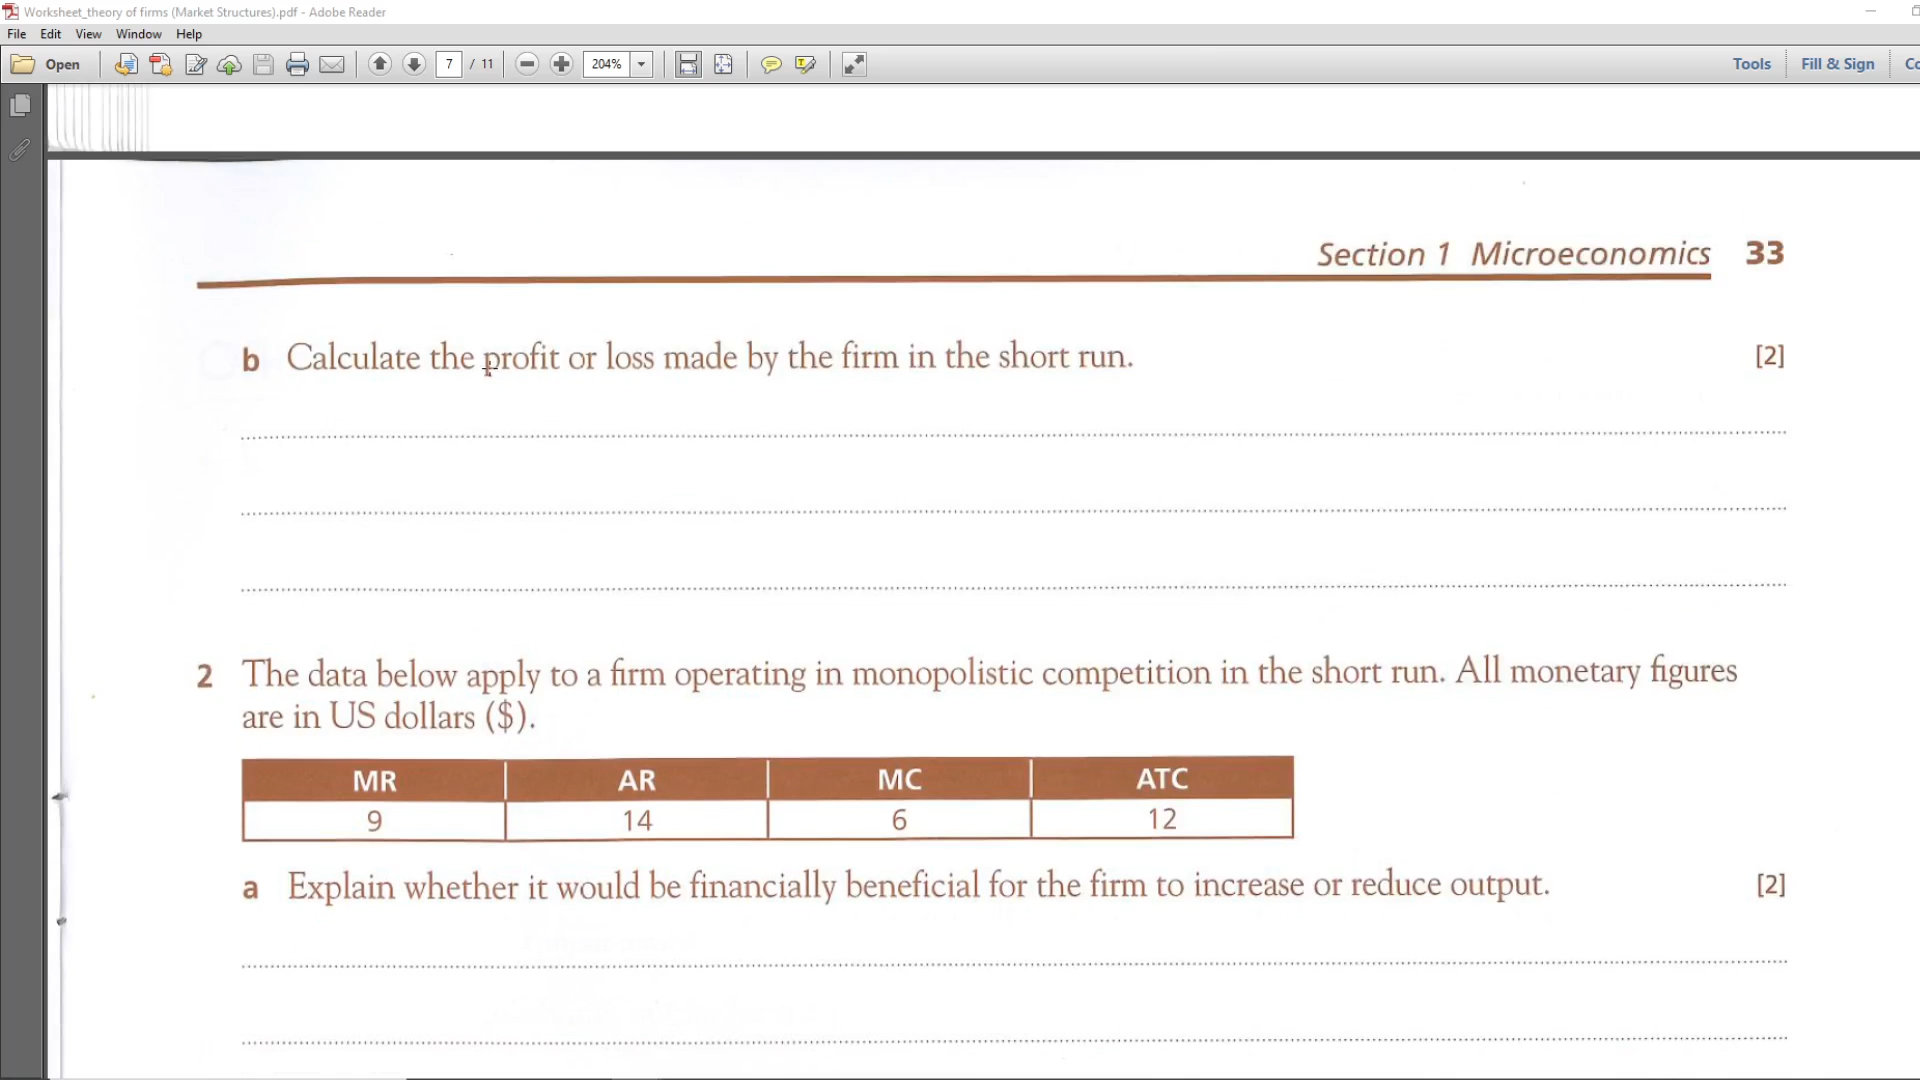 Worksheet_theory of firms (Market Structures).pdf - Adobe Reader
File Edit View Window Help
Open 7 / 11 204% Tools Fill & Sign
Section 1 Microeconomics 33
b Calculate the profit or loss made by the firm in the short run. [2]
2 The data below apply to a firm operating in monopolistic competition in the short run. All monetary figures
are in US dollars ($).
MR AR MC ATC
9 14 6 12
a Explain whether it would be financially beneficial for the firm to increase or reduce output. [2]